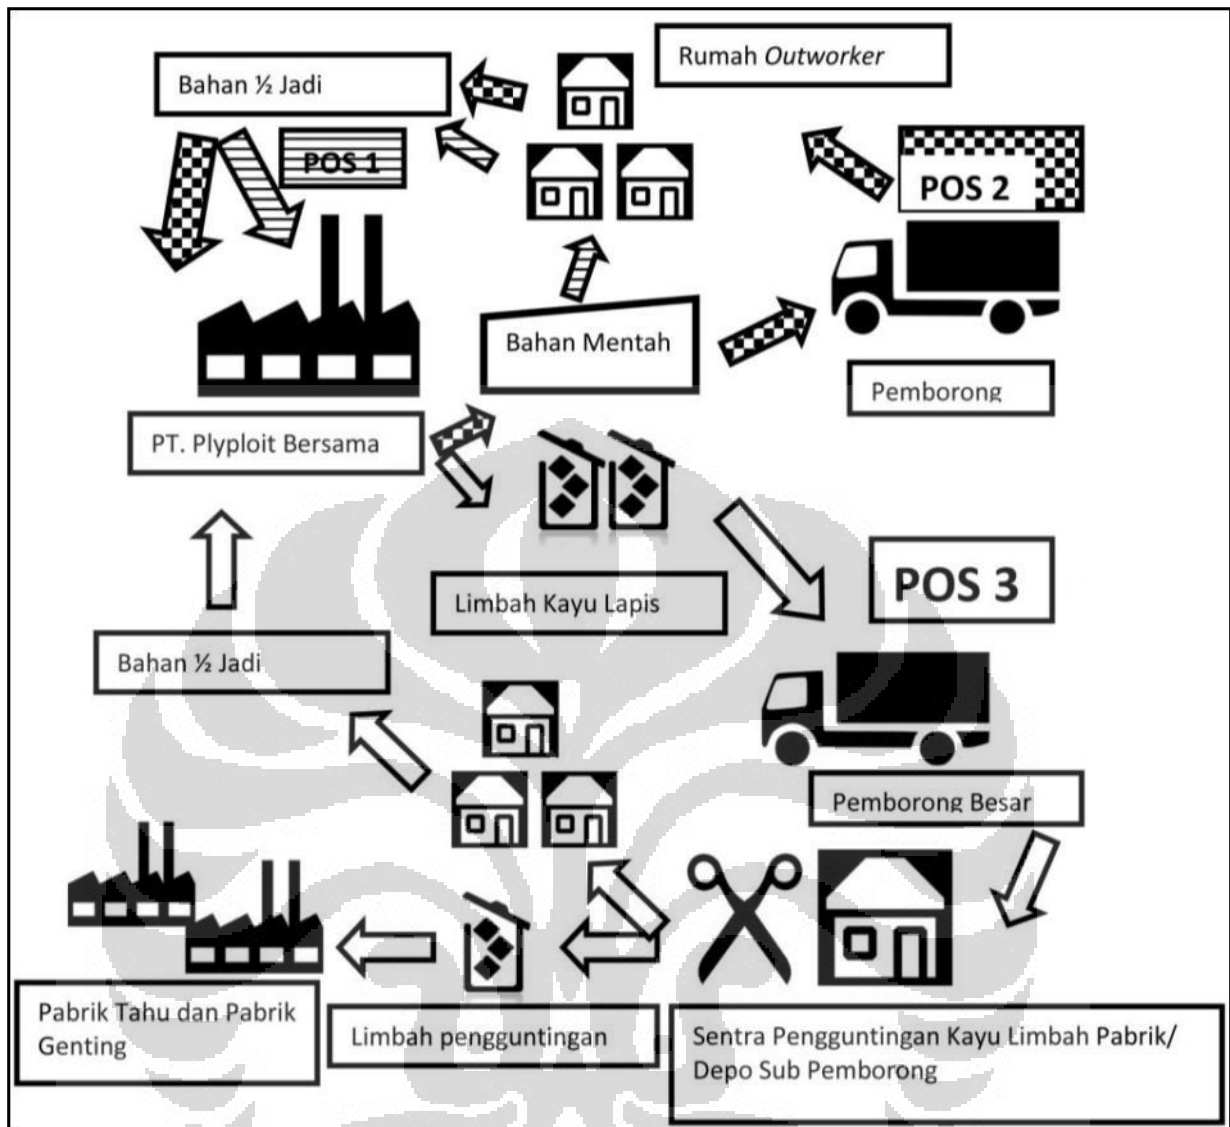 Rumah Outworker
Bahan ½ Jadi
POS 1
POS 2
Bahan Mentah
Pemborong
PT. Plyploit Bersama
POS 3
Limbah Kayu Lapis
Bahan ½ Jadi
Pemborong Besar
Pabrik Tahu dan Pabrik
Genting
Limbah pengguntingan
Sentra Pengguntingan Kayu Limbah Pabrik/
Depo Sub Pemborong